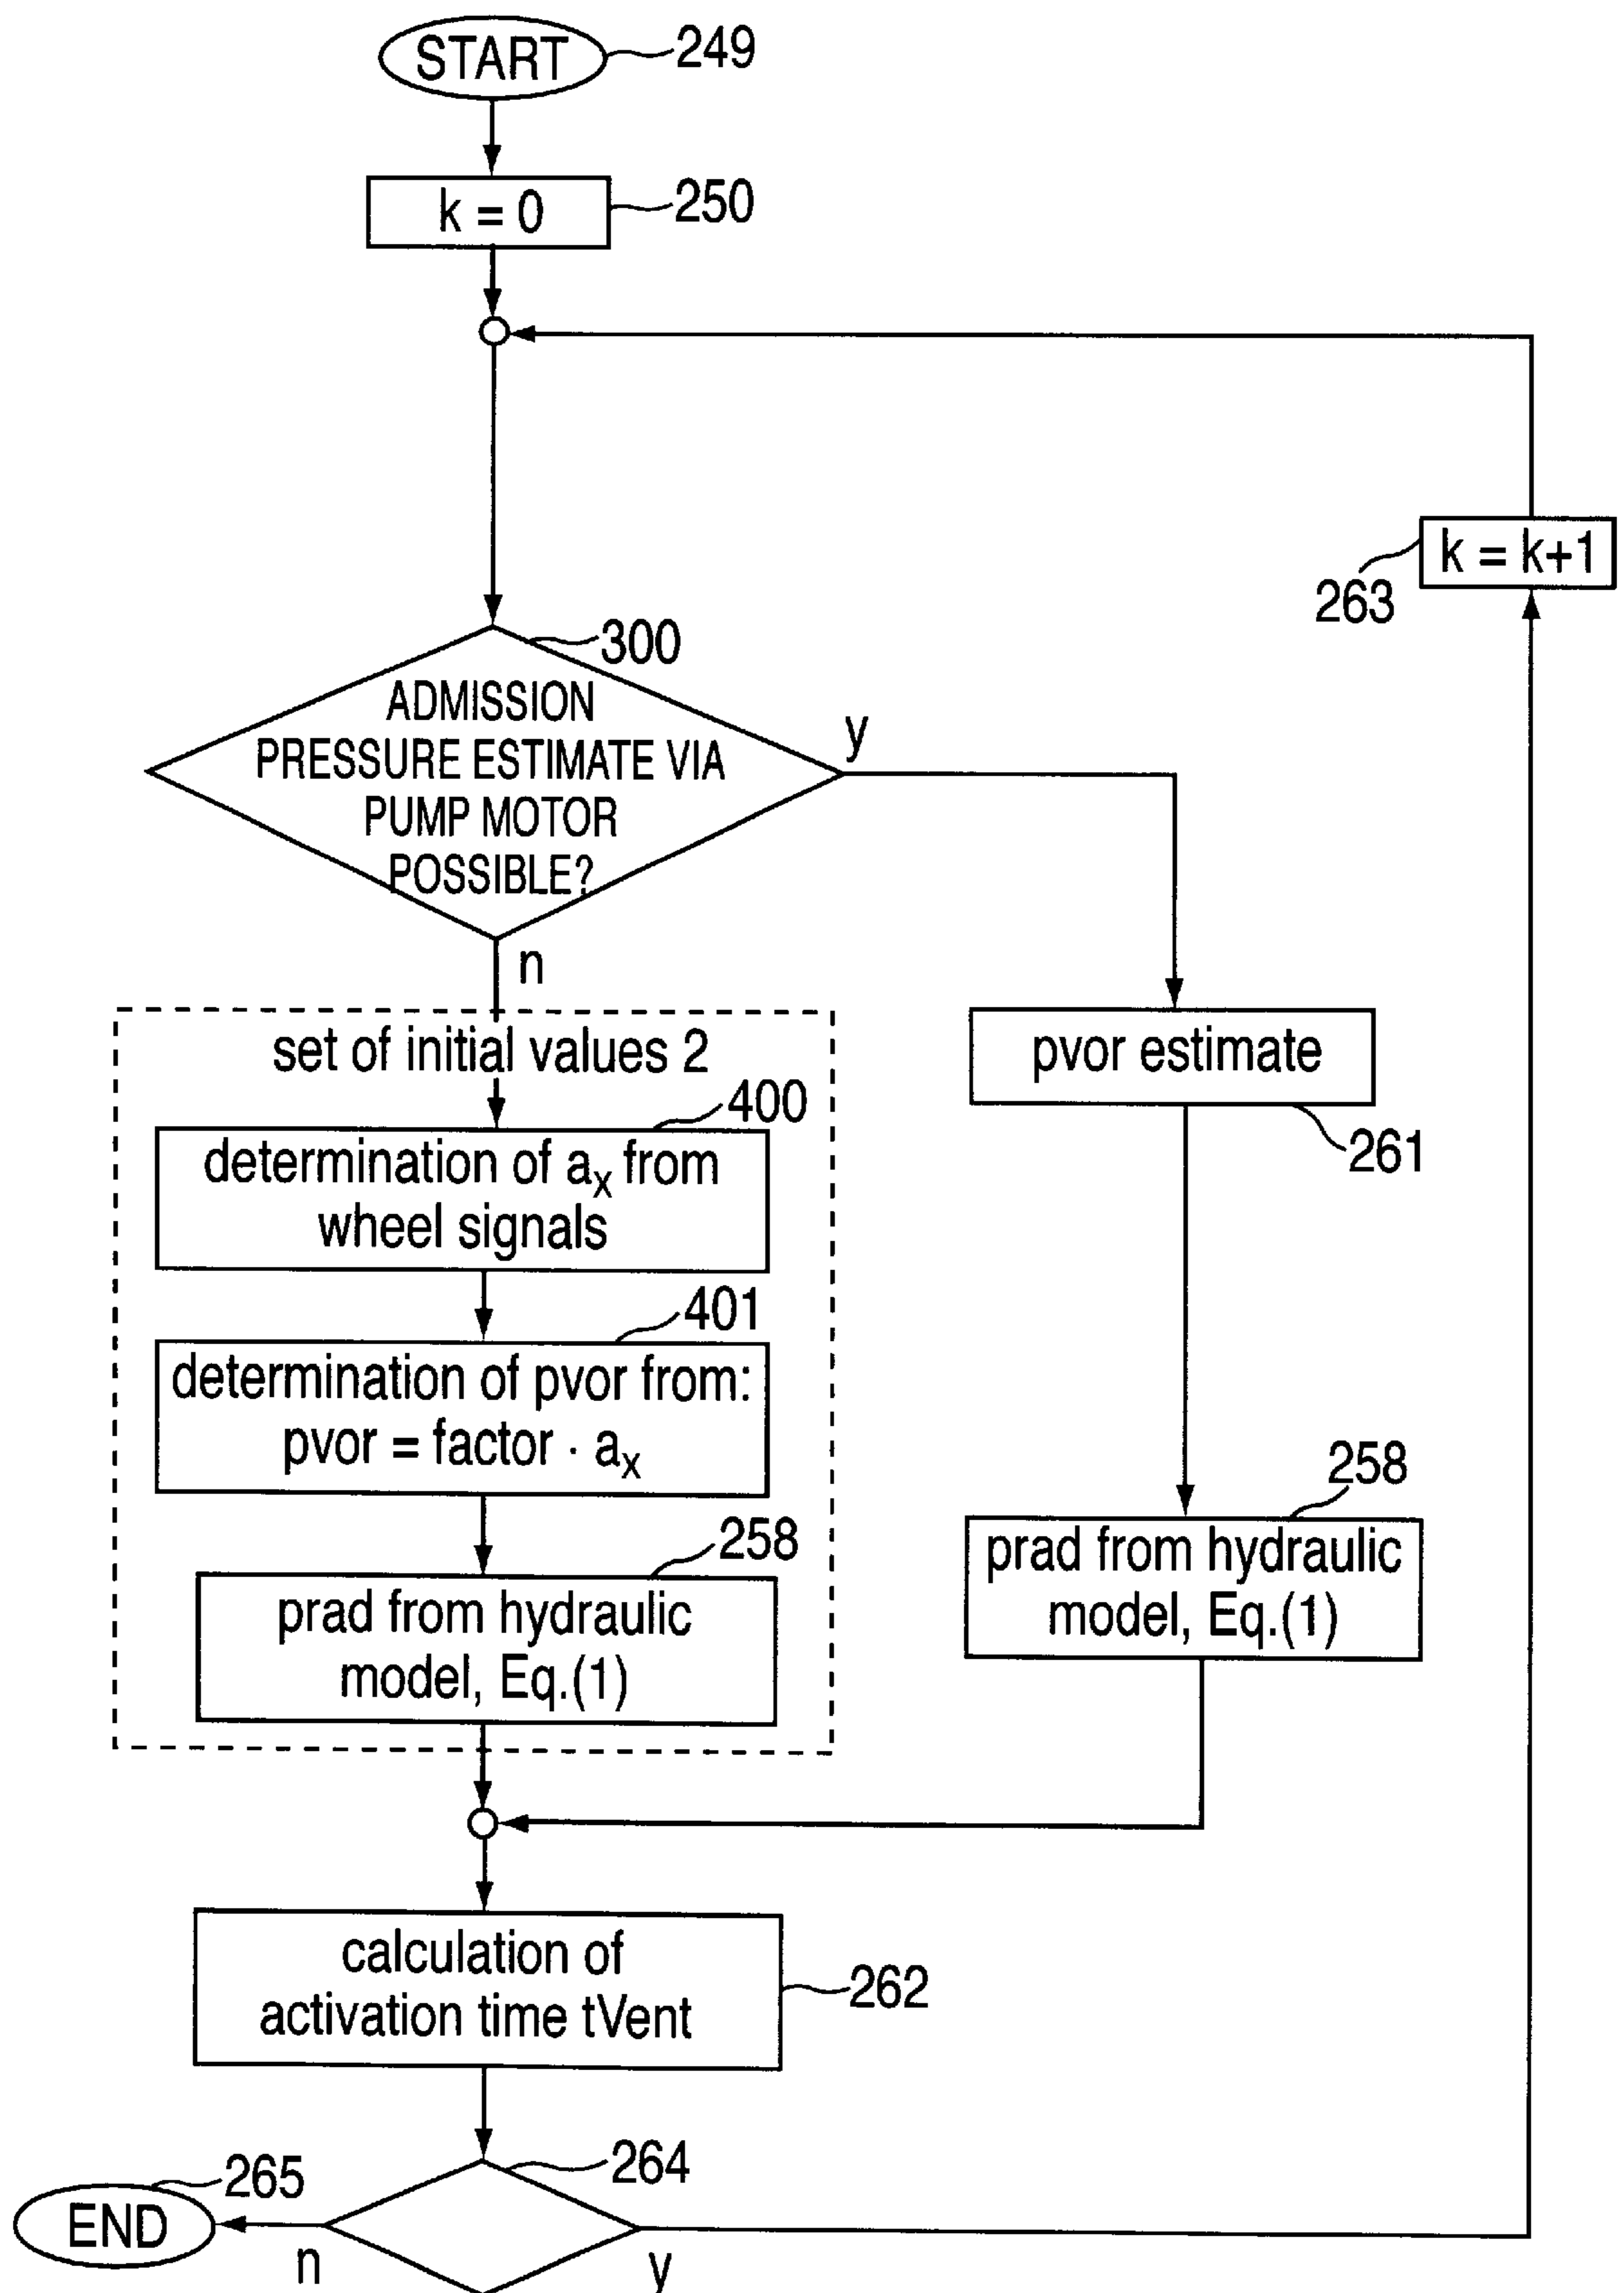 START
249
k = 0
250
k = k+1
263
300
ADMISSION
PRESSURE ESTIMATE VIA
PUMP MOTOR
POSSIBLE?
y
n
set of initial values 2
pvor estimate
261
400
determination of aₓ from
wheel signals
401
determination of pvor from:
pvor = factor · aₓ
258
prad from hydraulic
model, Eq.(1)
258
prad from hydraulic
model, Eq.(1)
calculation of
activation time tVent
262
264
265
END
n
y